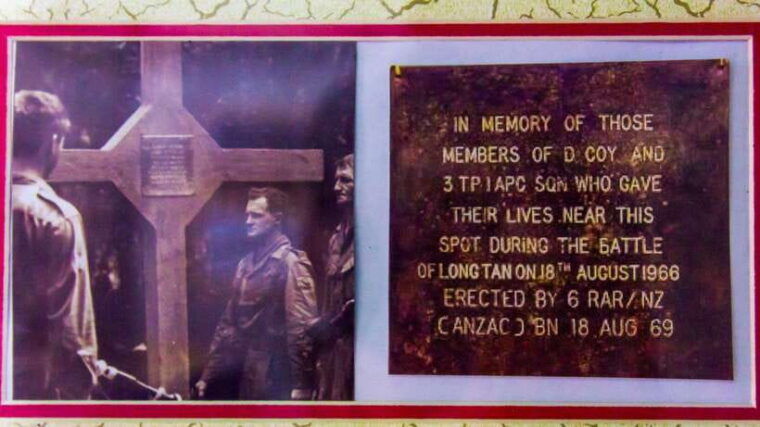 IN MEMORY OF THOSE
MEMBERS OF D COY AND
3 TP 1 APC SQN WHO GAVE
THEIR LIVES NEAR THIS
SPOT DURING THE BATTLE
OF LONG TAN ON 18TH AUGUST 1966
ERECTED BY 6 RAR/NZ
(ANZAC) BN 18 AUG 69